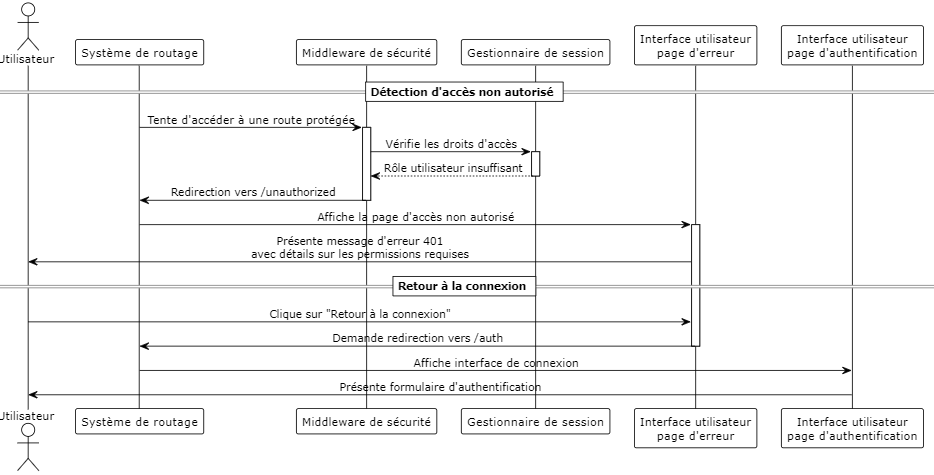 Utilisateur
Système de routage
Middleware de sécurité
Gestionnaire de session
Interface utilisateur
page d'erreur
Interface utilisateur
page d'authentification
Détection d'accès non autorisé
Tente d'accéder à une route protégée
Vérifie les droits d'accès
Rôle utilisateur insuffisant
Redirection vers /unauthorized
Affiche la page d'accès non autorisé
Présente message d'erreur 401
avec détails sur les permissions requises
Retour à la connexion
Clique sur "Retour à la connexion"
Demande redirection vers /auth
Affiche interface de connexion
Présente formulaire d'authentification
Utilisateur
Système de routage
Middleware de sécurité
Gestionnaire de session
Interface utilisateur
page d'erreur
Interface utilisateur
page d'authentification